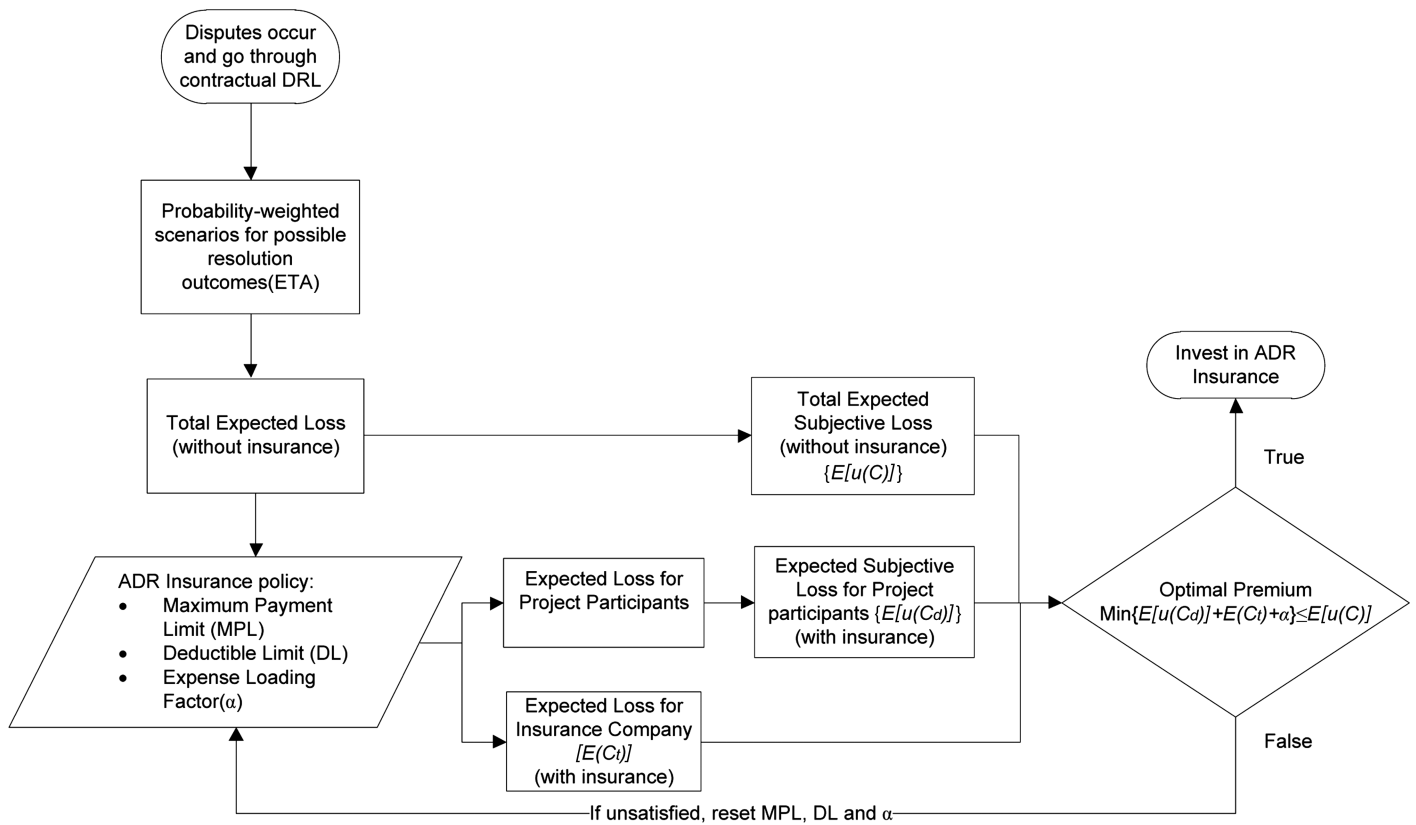 Disputes occur
and go through
contractual DRL
Probability-weighted
scenarios for possible
resolution
outcomes(ETA)
Total Expected Loss
(without insurance)
Total Expected
Subjective Loss
(without insurance)
{E[u(C)]}
Invest in ADR
Insurance
True
ADR Insurance policy:
• Maximum Payment
Limit (MPL)
• Deductible Limit (DL)
• Expense Loading
Factor(α)
Expected Loss for
Project Participants
Expected Subjective
Loss for Project
participants {E[u(Cd)]}
(with insurance)
Expected Loss for
Insurance Company
[E(Ct)]
(with insurance)
Optimal Premium
Min{E[u(Cd)]+E(Ct)+α}≤E[u(C)]
False
If unsatisfied, reset MPL, DL and α